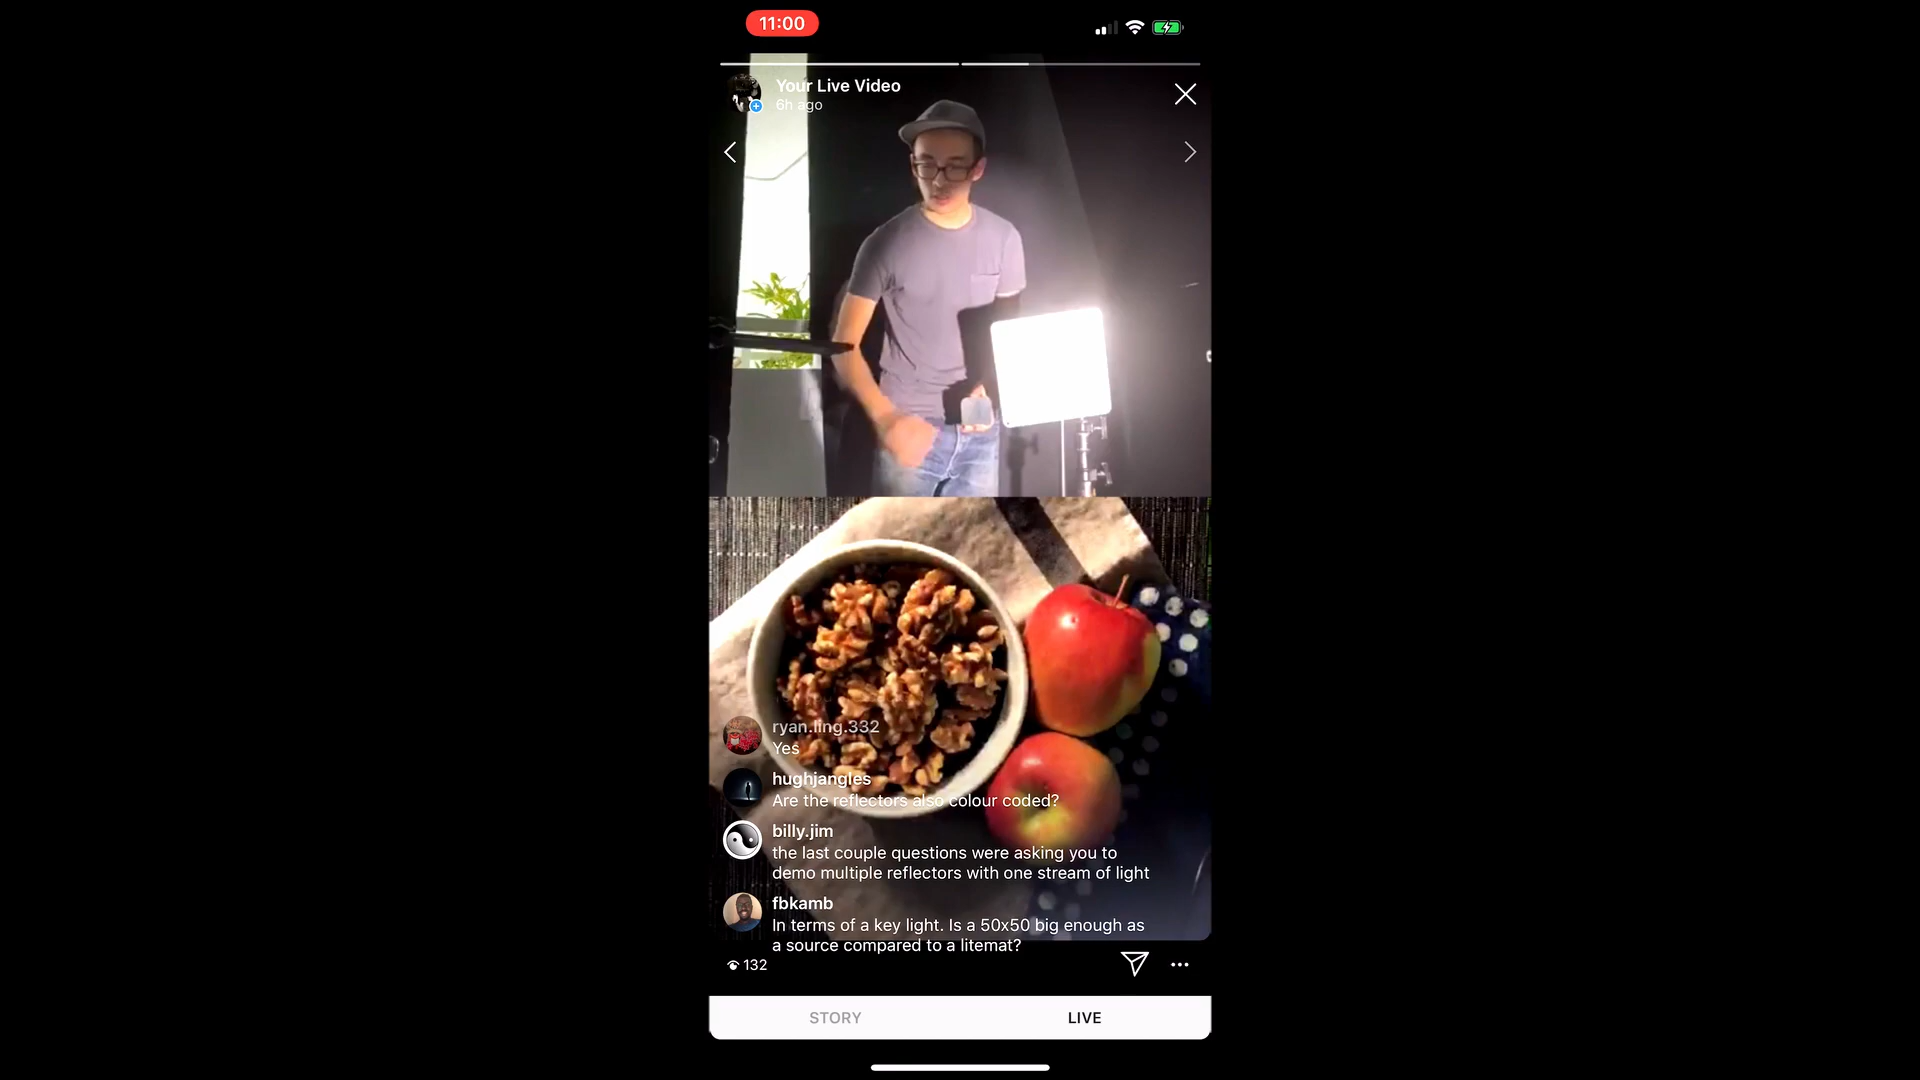 11:00
Your Live Video
6h ago
ryan.ling.332
Yes
hughjangles
Are the reflectors also colour coded?
billy.jim
the last couple questions were asking you to
demo multiple reflectors with one stream of light
fbkamb
In terms of a key light. Is a 50x50 big enough as
a source compared to a litemat?
132
STORY
LIVE